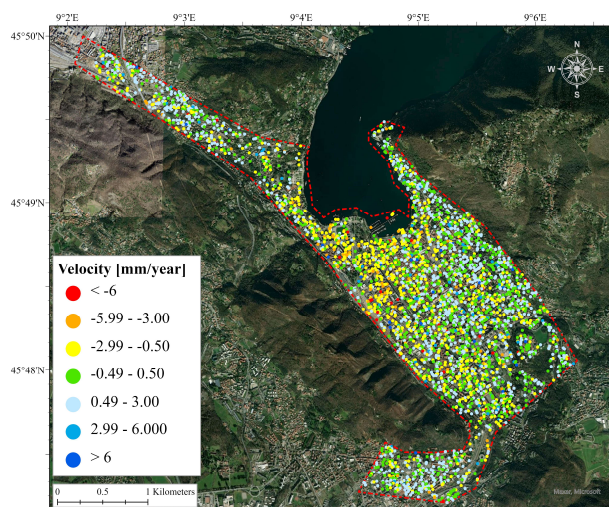 9°2'E 9°3'E 9°4'E 9°5'E 9°6'E
45°50'N
N
W E
S
45°49'N
Velocity [mm/year]
< -6
-5.99 - -3.00
-2.99 - -0.50
-0.49 - 0.50
0.49 - 3.00
2.99 - 6.000
> 6
45°48'N
0 0.5 1 Kilometers
Maxar, Microsoft